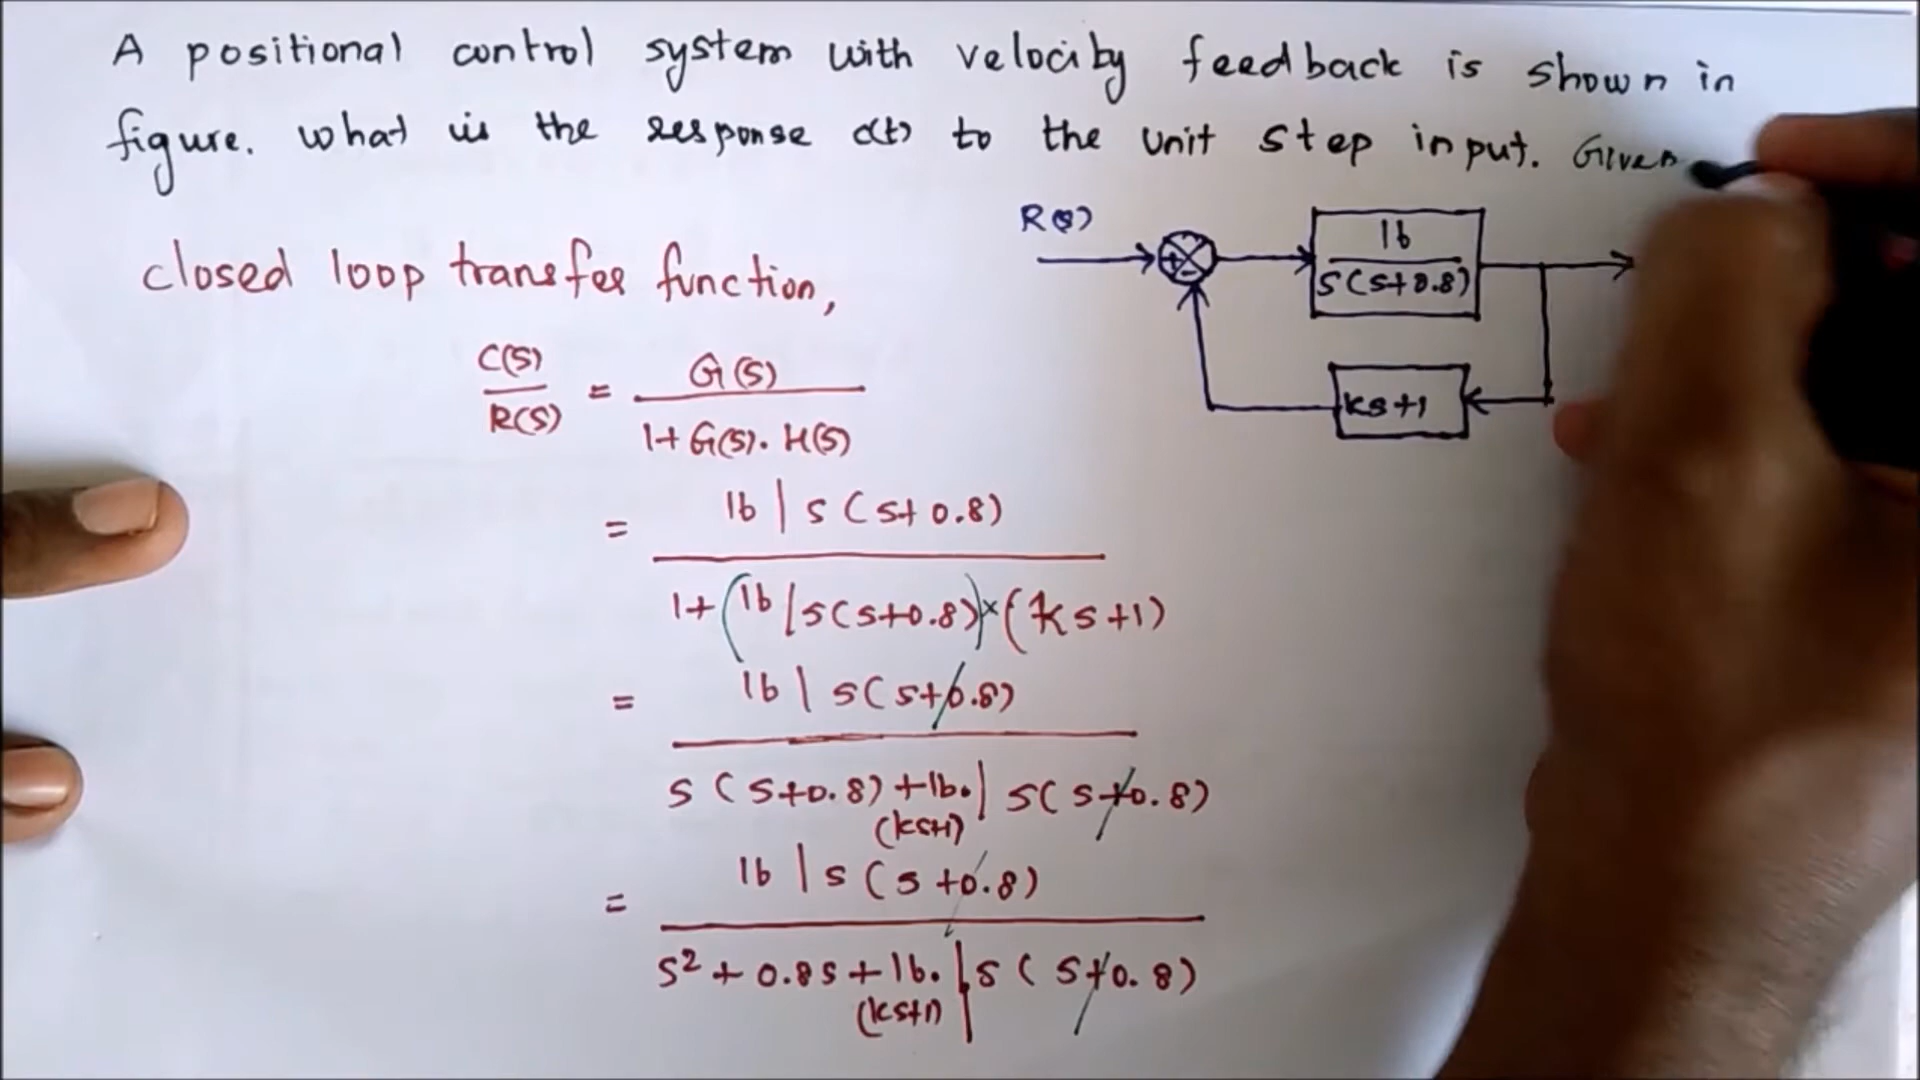 A positional control system with velocity feedback is shown in
figure. what is the response c(t) to the unit step input. Given
R(s)
+
-
16
s(s+0.8)
ks+1
closed loop transfer function,
C(S)
R(S)
=
G(S)
1+G(S).H(S)
=
16 | s(s+0.8)
1+(16/s(s+0.8))×(ks+1)
=
16 | s(s+0.8)
s(s+0.8)+16. | s(s+0.8)
(ks+1)
=
16 | s(s+0.8)
s²+0.8s+16. | s(s+0.8)
(ks+1)